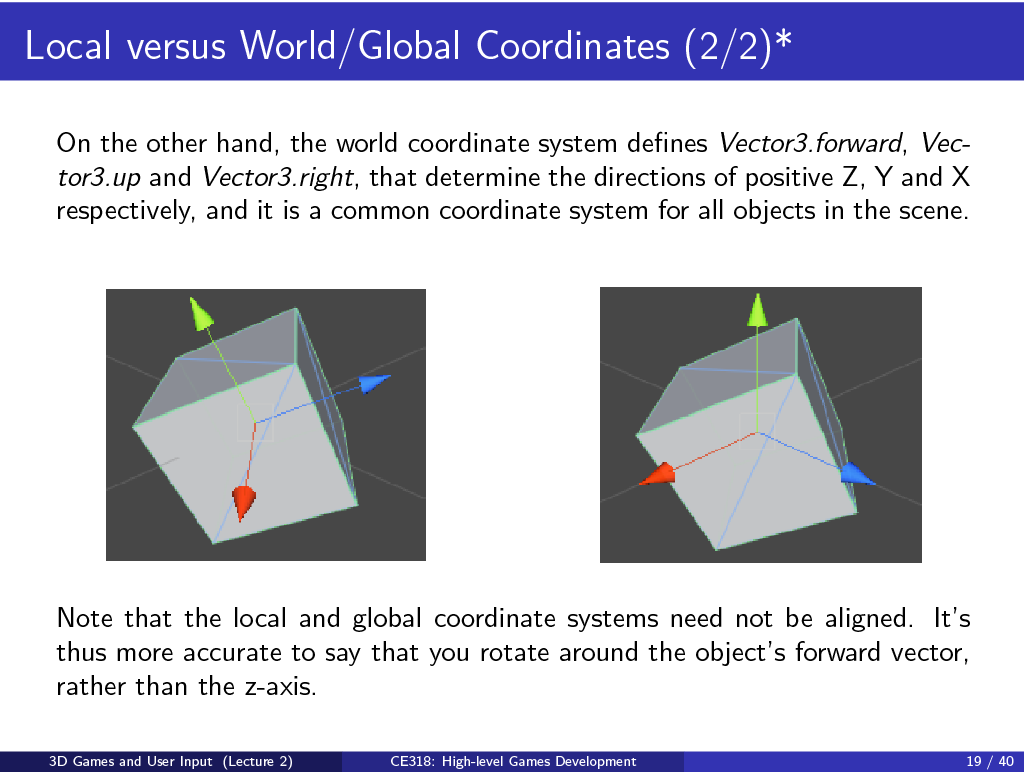 Local versus World/Global Coordinates (2/2)*
On the other hand, the world coordinate system defines Vector3.forward, Vec-
tor3.up and Vector3.right, that determine the directions of positive Z, Y and X
respectively, and it is a common coordinate system for all objects in the scene.
Note that the local and global coordinate systems need not be aligned. It's
thus more accurate to say that you rotate around the object's forward vector,
rather than the z-axis.
3D Games and User Input (Lecture 2) CE318: High-level Games Development 19 / 40